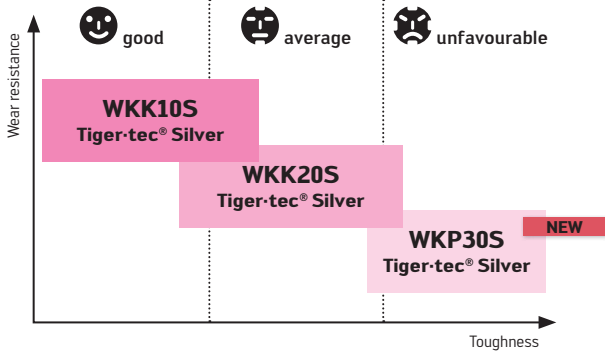 good
average
unfavourable
Wear resistance
WKK10S
Tiger·tec® Silver
WKK20S
Tiger·tec® Silver
NEW
WKP30S
Tiger·tec® Silver
Toughness